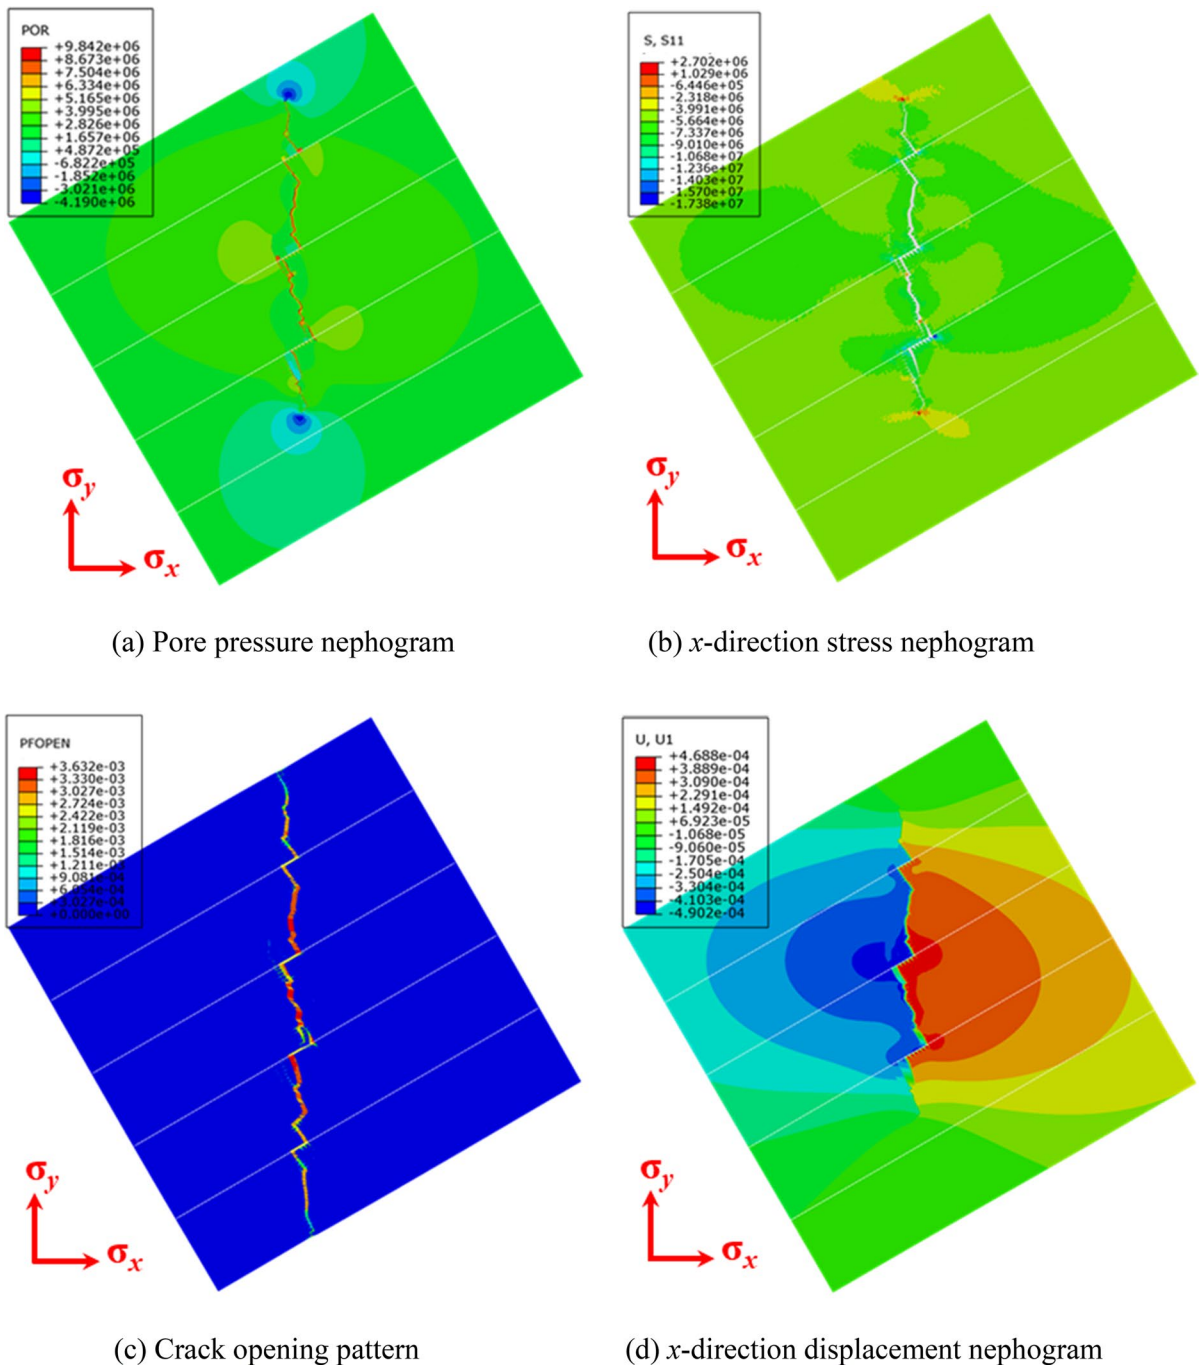 POR
+9.842e+06
+8.673e+06
+7.504e+06
+6.334e+06
+5.165e+06
+3.995e+06
+2.826e+06
+1.657e+06
+4.872e+05
-6.822e+05
-1.852e+06
-3.021e+06
-4.190e+06
σy
σx
(a) Pore pressure nephogram
S, S11
+2.702e+06
+1.029e+06
-6.446e+05
-2.318e+06
-3.991e+06
-5.664e+06
-7.337e+06
-9.010e+06
-1.068e+07
-1.236e+07
-1.403e+07
-1.570e+07
-1.738e+07
σy
σx
(b) x-direction stress nephogram
PFOPEN
+3.632e-03
+3.330e-03
+3.027e-03
+2.724e-03
+2.422e-03
+2.119e-03
+1.816e-03
+1.514e-03
+1.211e-03
+9.081e-04
+6.054e-04
+3.027e-04
+0.000e+00
σy
σx
(c) Crack opening pattern
U, U1
+4.688e-04
+3.889e-04
+3.090e-04
+2.291e-04
+1.492e-04
+6.923e-05
-1.068e-05
-9.060e-05
-1.705e-04
-2.504e-04
-3.304e-04
-4.103e-04
-4.902e-04
σy
σx
(d) x-direction displacement nephogram